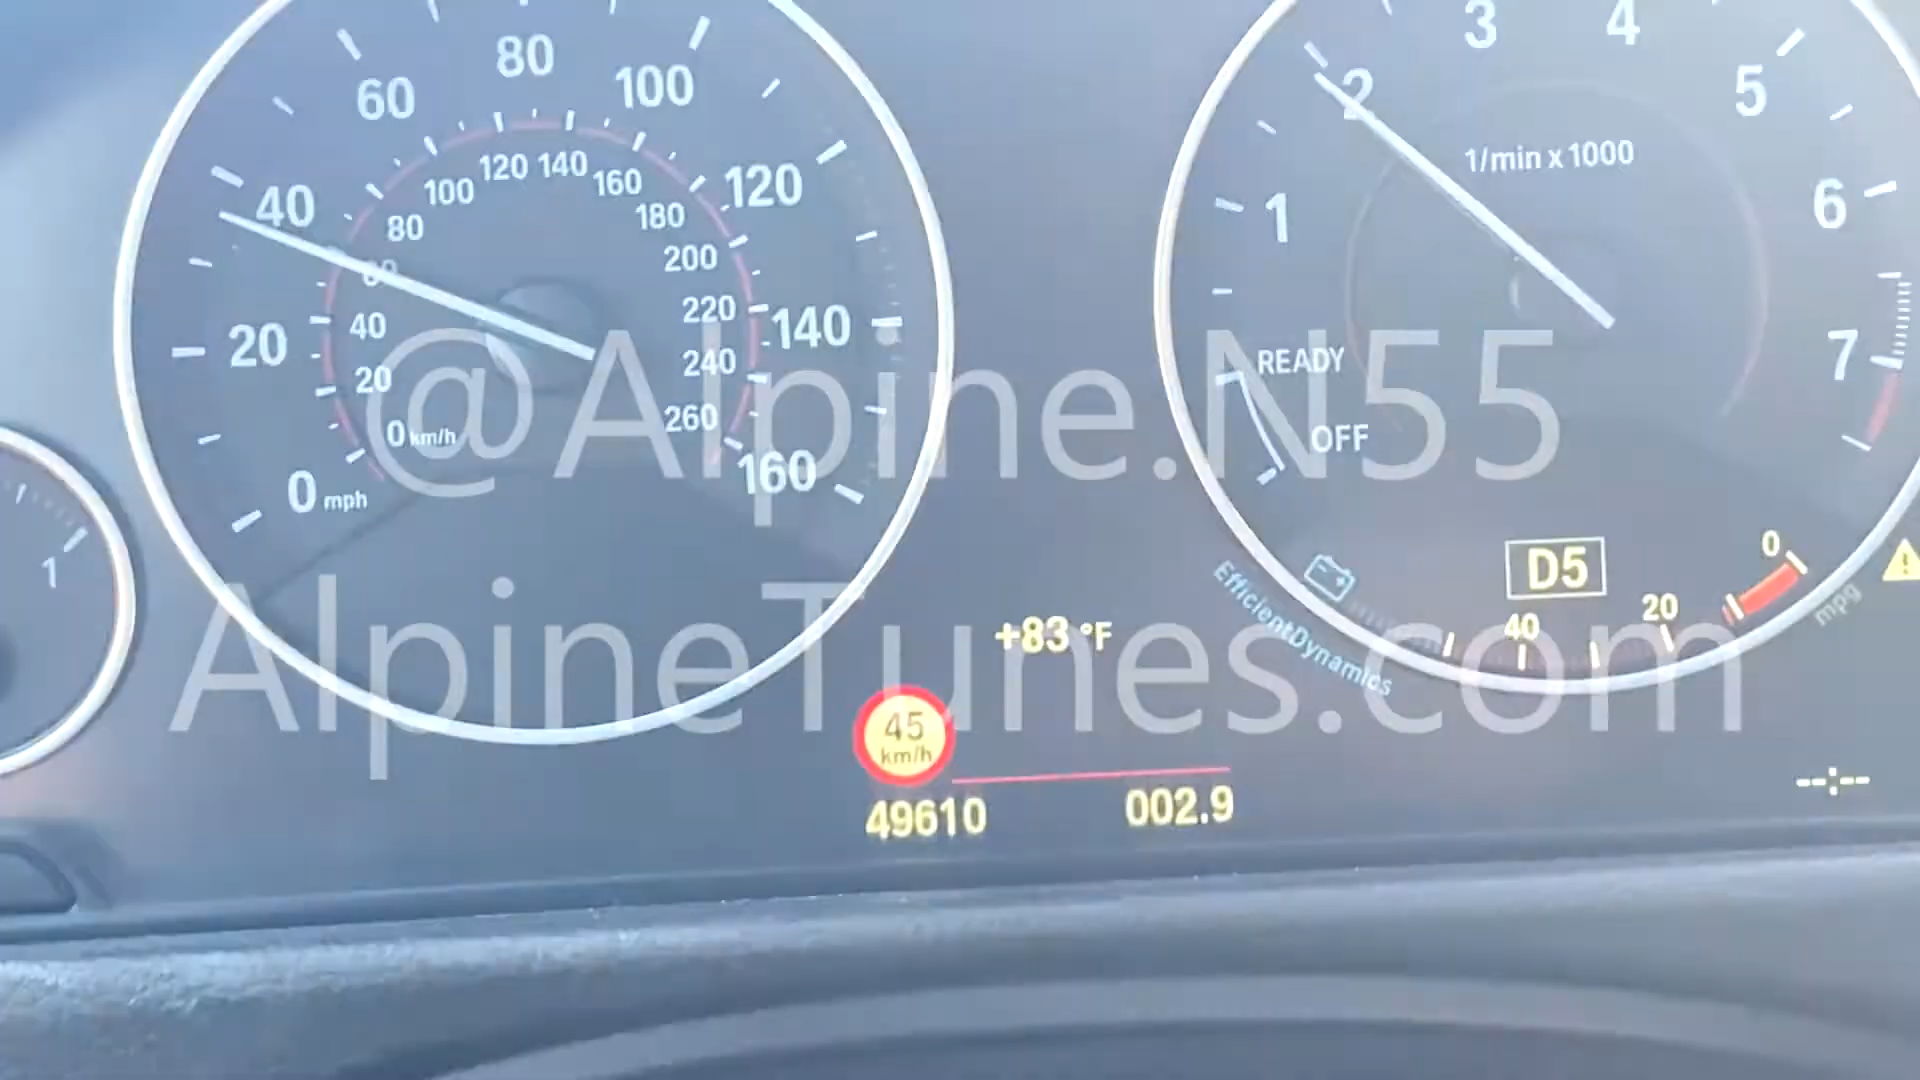 80
60
100
40
120
20
140
0 mph
160
120 140
100
160
80
180
200
60
40
220
20
240
0 km/h
260
1
3
4
2
5
1/min x 1000
1
6
READY
7
OFF
@Alpine.N55
AlpineTunes.com
D5
0
20
40
mpg
EfficientDynamics
+83 °F
45
km/h
49610
002.9
--:--